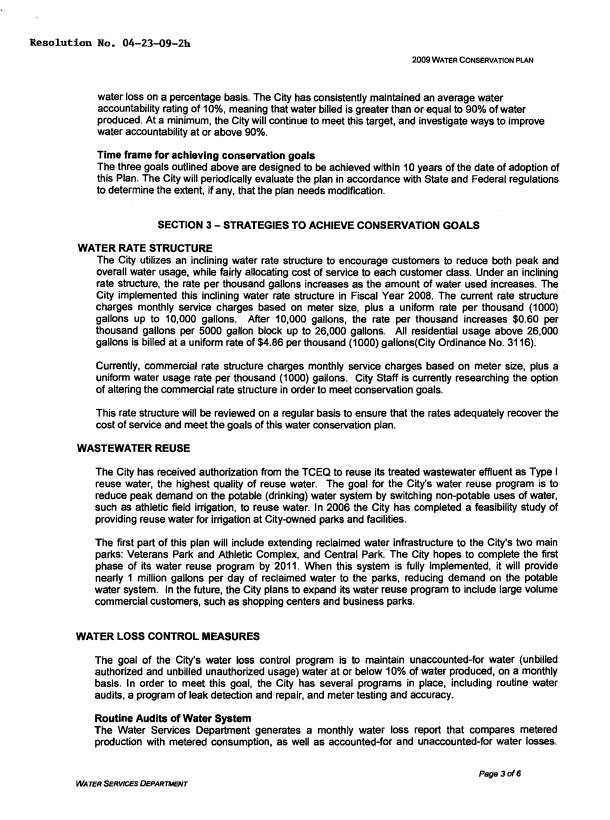 Resolution No. 04-23-09-2h
2009 WATER CONSERVATION PLAN
water loss on a percentage basis. The City has consistently maintained an average water
accountability rating of 10%, meaning that water billed is greater than or equal to 90% of water
produced. At a minimum, the City will continue to meet this target, and investigate ways to improve
water accountability at or above 90%.
Time frame for achieving conservation goals
The three goals outlined above are designed to be achieved within 10 years of the date of adoption of
this Plan. The City will periodically evaluate the plan in accordance with State and Federal regulations
to determine the extent, if any, that the plan needs modification.
SECTION 3 – STRATEGIES TO ACHIEVE CONSERVATION GOALS
WATER RATE STRUCTURE
The City utilizes an inclining water rate structure to encourage customers to reduce both peak and
overall water usage, while fairly allocating cost of service to each customer class. Under an inclining
rate structure, the rate per thousand gallons increases as the amount of water used increases. The
City implemented this inclining water rate structure in Fiscal Year 2008. The current rate structure
charges monthly service charges based on meter size, plus a uniform rate per thousand (1000)
gallons up to 10,000 gallons. After 10,000 gallons, the rate per thousand increases $0.60 per
thousand gallons per 5000 gallon block up to 26,000 gallons. All residential usage above 26,000
gallons is billed at a uniform rate of $4.86 per thousand (1000) gallons(City Ordinance No. 3116).
Currently, commercial rate structure charges monthly service charges based on meter size, plus a
uniform water usage rate per thousand (1000) gallons. City Staff is currently researching the option
of altering the commercial rate structure in order to meet conservation goals.
This rate structure will be reviewed on a regular basis to ensure that the rates adequately recover the
cost of service and meet the goals of this water conservation plan.
WASTEWATER REUSE
The City has received authorization from the TCEQ to reuse its treated wastewater effluent as Type I
reuse water, the highest quality of reuse water. The goal for the City's water reuse program is to
reduce peak demand on the potable (drinking) water system by switching non-potable uses of water,
such as athletic field irrigation, to reuse water. In 2006 the City has completed a feasibility study of
providing reuse water for irrigation at City-owned parks and facilities.
The first part of this plan will include extending reclaimed water infrastructure to the City's two main
parks: Veterans Park and Athletic Complex, and Central Park. The City hopes to complete the first
phase of its water reuse program by 2011. When this system is fully implemented, it will provide
nearly 1 million gallons per day of reclaimed water to the parks, reducing demand on the potable
water system. In the future, the City plans to expand its water reuse program to include large volume
commercial customers, such as shopping centers and business parks.
WATER LOSS CONTROL MEASURES
The goal of the City's water loss control program is to maintain unaccounted-for water (unbilled
authorized and unbilled unauthorized usage) water at or below 10% of water produced, on a monthly
basis. In order to meet this goal, the City has several programs in place, including routine water
audits, a program of leak detection and repair, and meter testing and accuracy.
Routine Audits of Water System
The Water Services Department generates a monthly water loss report that compares metered
production with metered consumption, as well as accounted-for and unaccounted-for water losses.
Page 3 of 6
WATER SERVICES DEPARTMENT